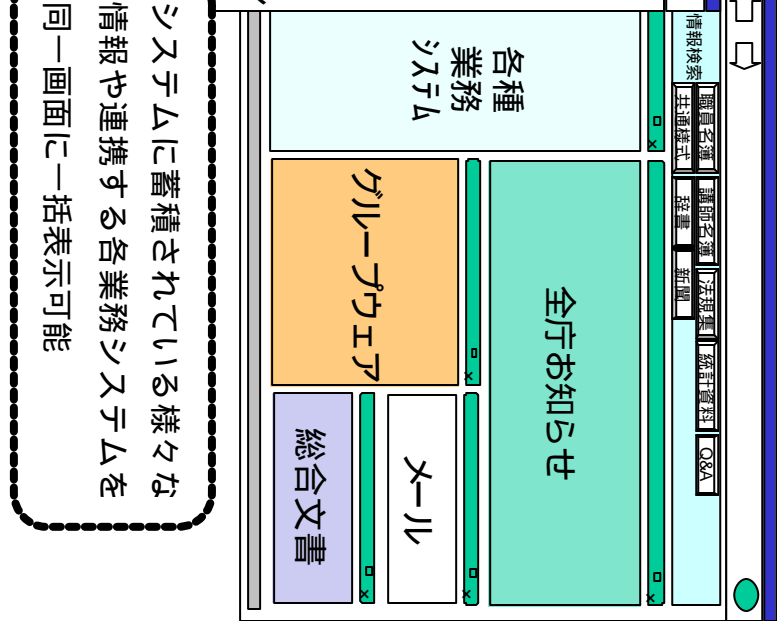 情報検索
職員名簿
講師名簿
法規集
統計資料
Q&A
共通様式
辞書
新聞
各種
業務
システム
全庁お知らせ
グループウェア
メール
総合文書
システムに蓄積されている様々な
情報や連携する各業務システムを
同一画面に一括表示可能